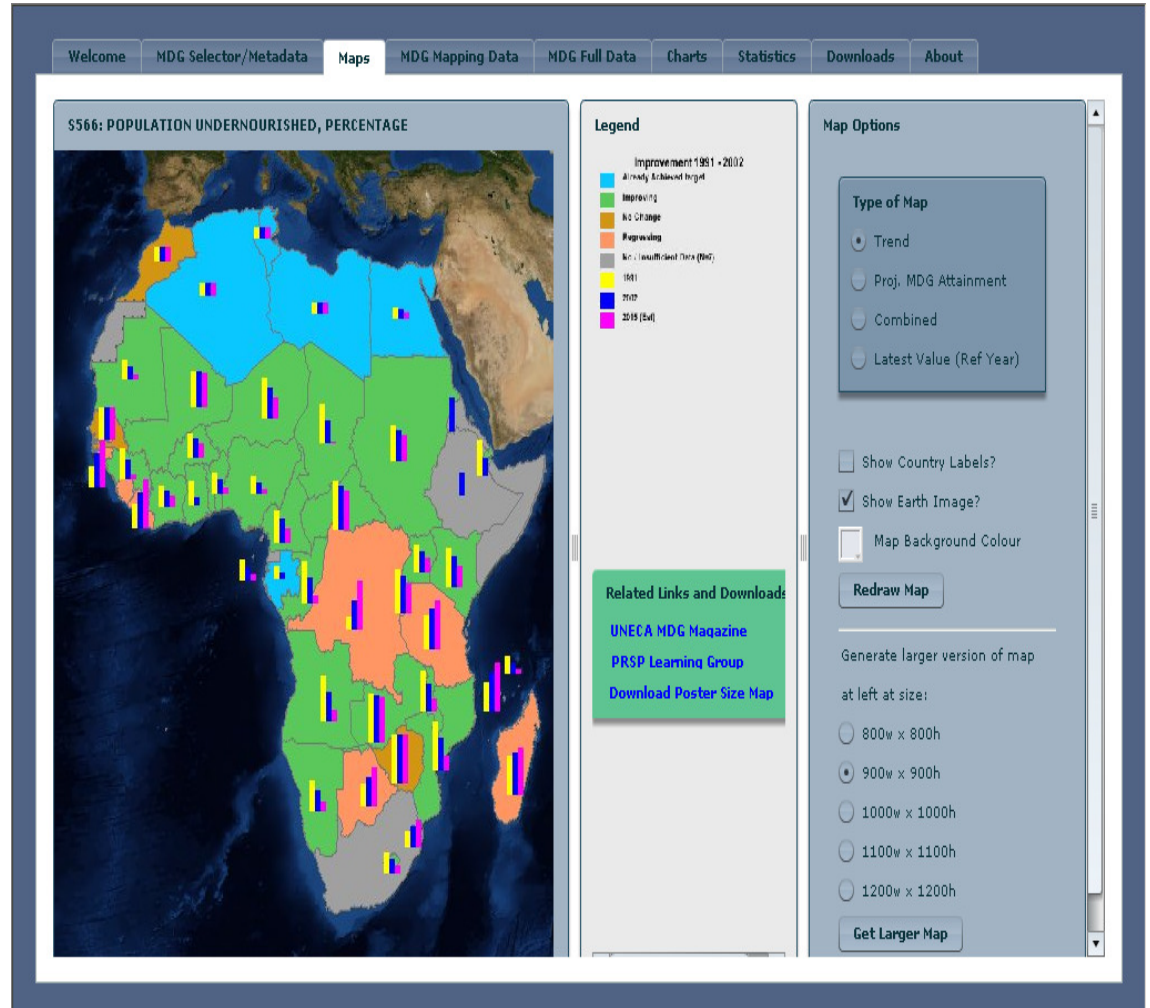 Welcome
MDG Selector/Metadata
Maps
MDG Mapping Data
MDG Full Data
Charts
Statistics
Downloads
About
S566: POPULATION UNDERNOURISHED, PERCENTAGE
Legend
Improvement 1991 - 2002
Already Achieved target
Improving
No Change
Regressing
No / Insufficient Data
1991
2002
2015 (Est)
Related Links and Downloads
UNECA MDG Magazine
PRSP Learning Group
Download Poster Size Map
Map Options
Type of Map
Trend
Proj. MDG Attainment
Combined
Latest Value (Ref Year)
Show Country Labels?
Show Earth Image?
Map Background Colour
Redraw Map
Generate larger version of map
at left at size:
800w x 800h
900w x 900h
1000w x 1000h
1100w x 1100h
1200w x 1200h
Get Larger Map